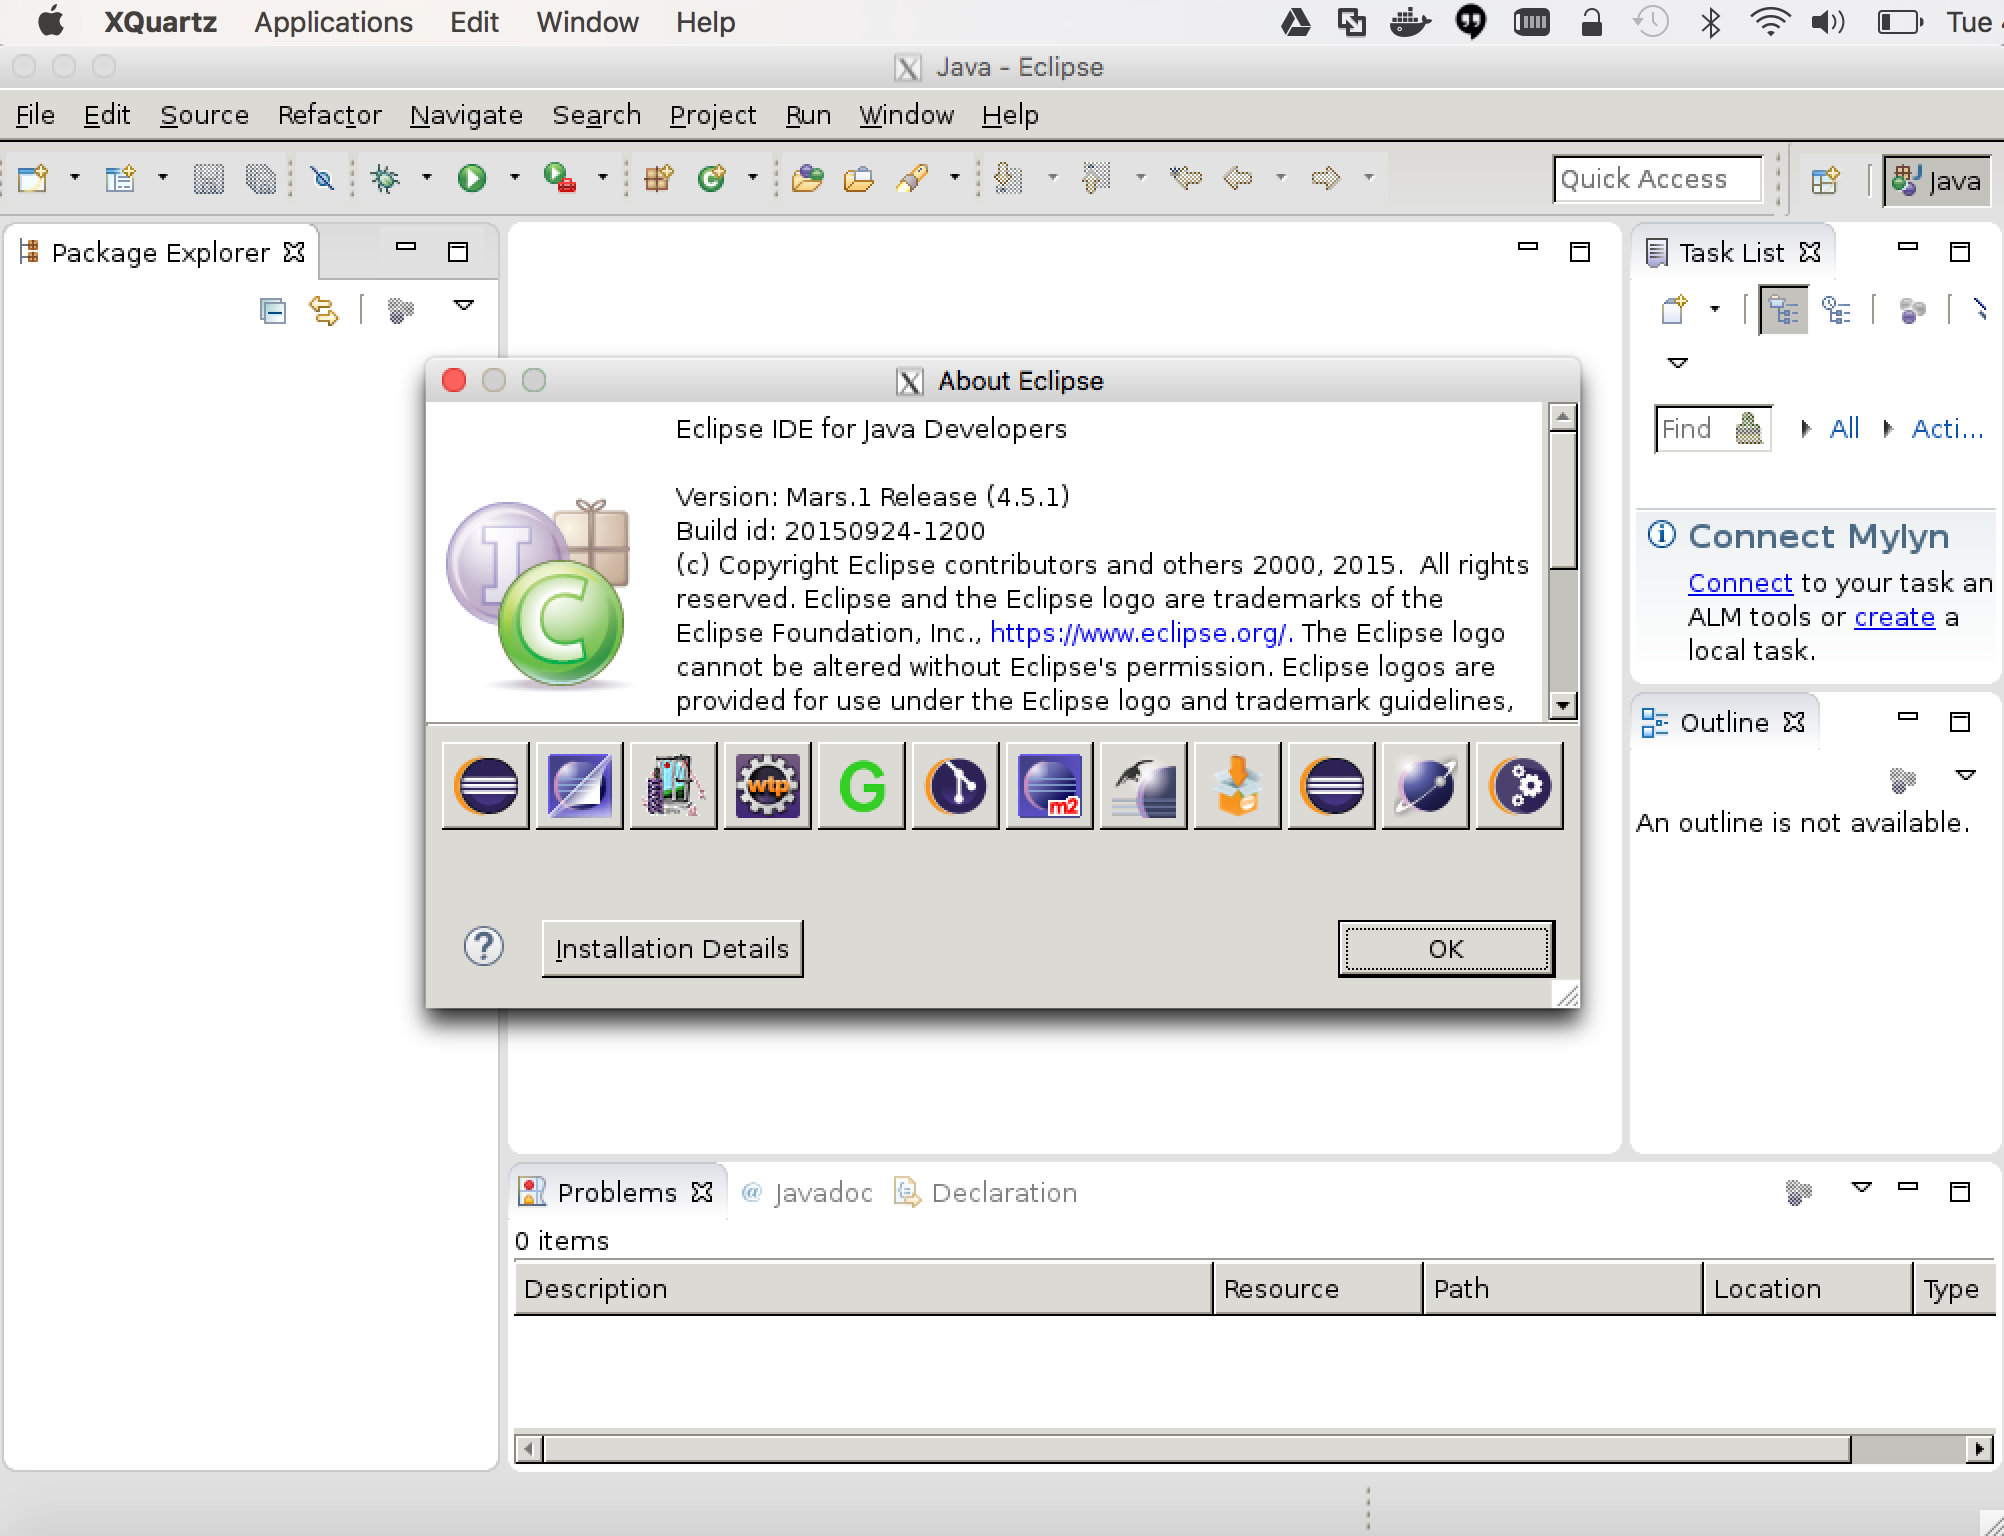 XQuartz Applications Edit Window Help Tue
Java - Eclipse
File Edit Source Refactor Navigate Search Project Run Window Help
Quick Access Java
Package Explorer
Task List
Find All Acti...
Connect Mylyn
Connect to your task an
ALM tools or create a
local task.
Outline
An outline is not available.
About Eclipse
Eclipse IDE for Java Developers
Version: Mars.1 Release (4.5.1)
Build id: 20150924-1200
(c) Copyright Eclipse contributors and others 2000, 2015.  All rights
reserved. Eclipse and the Eclipse logo are trademarks of the
Eclipse Foundation, Inc., https://www.eclipse.org/. The Eclipse logo
cannot be altered without Eclipse's permission. Eclipse logos are
provided for use under the Eclipse logo and trademark guidelines,
wtp G m2
Installation Details OK
Problems @ Javadoc Declaration
0 items
Description Resource Path Location Type